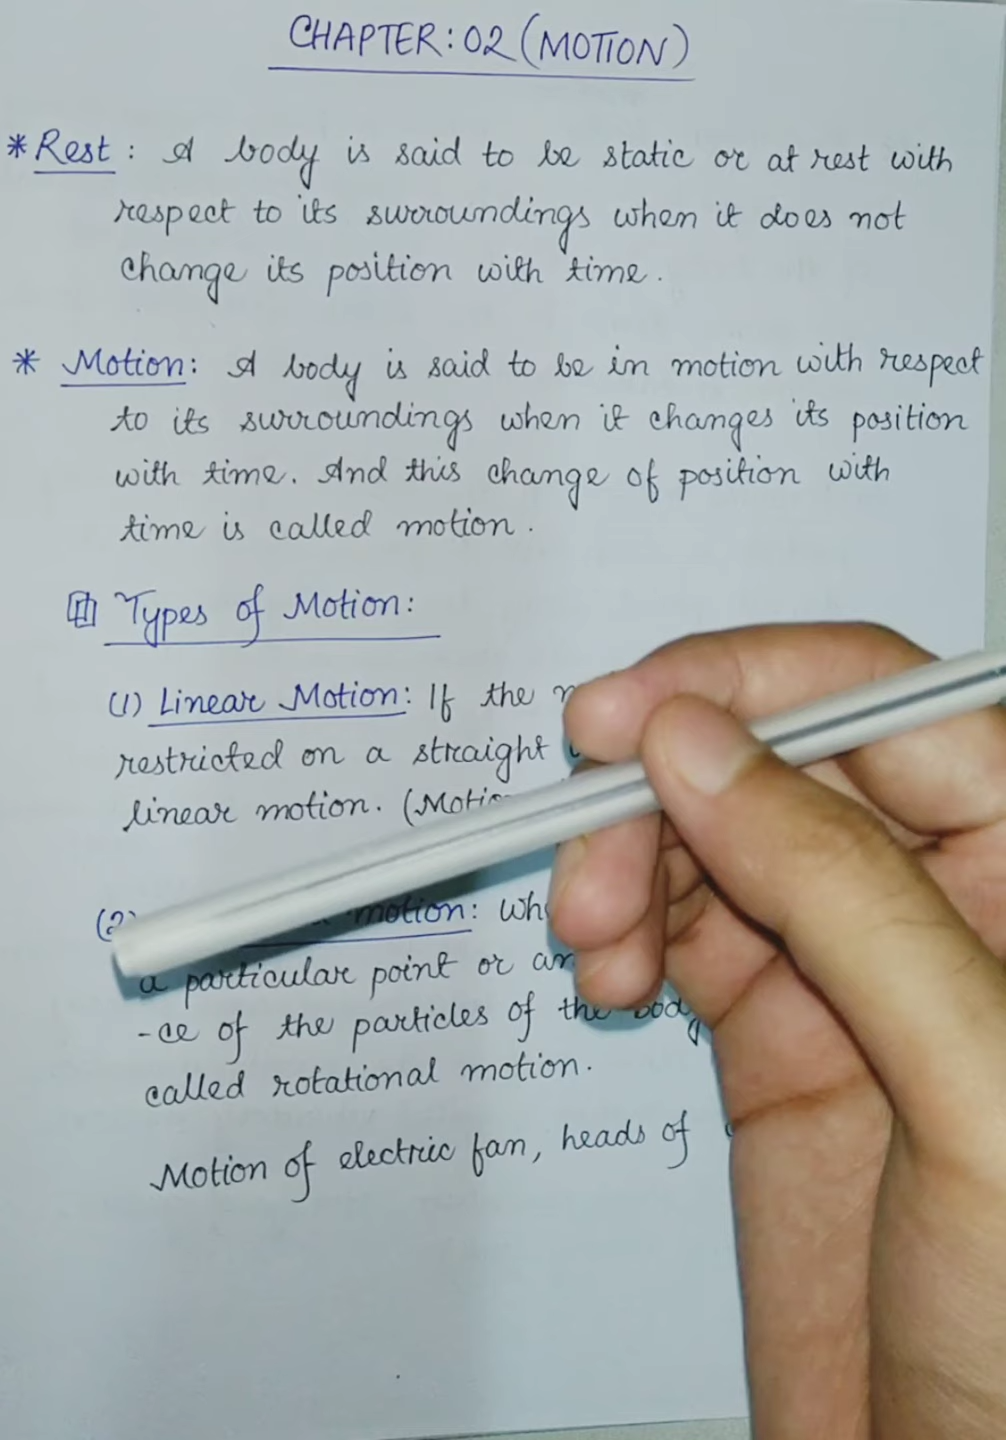 CHAPTER: 02 (MOTION)
* Rest: A body is said to be static or at rest with
respect to its surroundings when it does not
change its position with time.
* Motion: A body is said to be in motion with respect
to its surroundings when it changes its position
with time. And this change of position with
time is called motion.
Types of Motion:
(1) Linear Motion: If the
restricted on a straight
linear motion. (Motion
(2) motion:
a particular point or
-ce of the particles of the body
called rotational motion.
Motion of electric fan, heads of